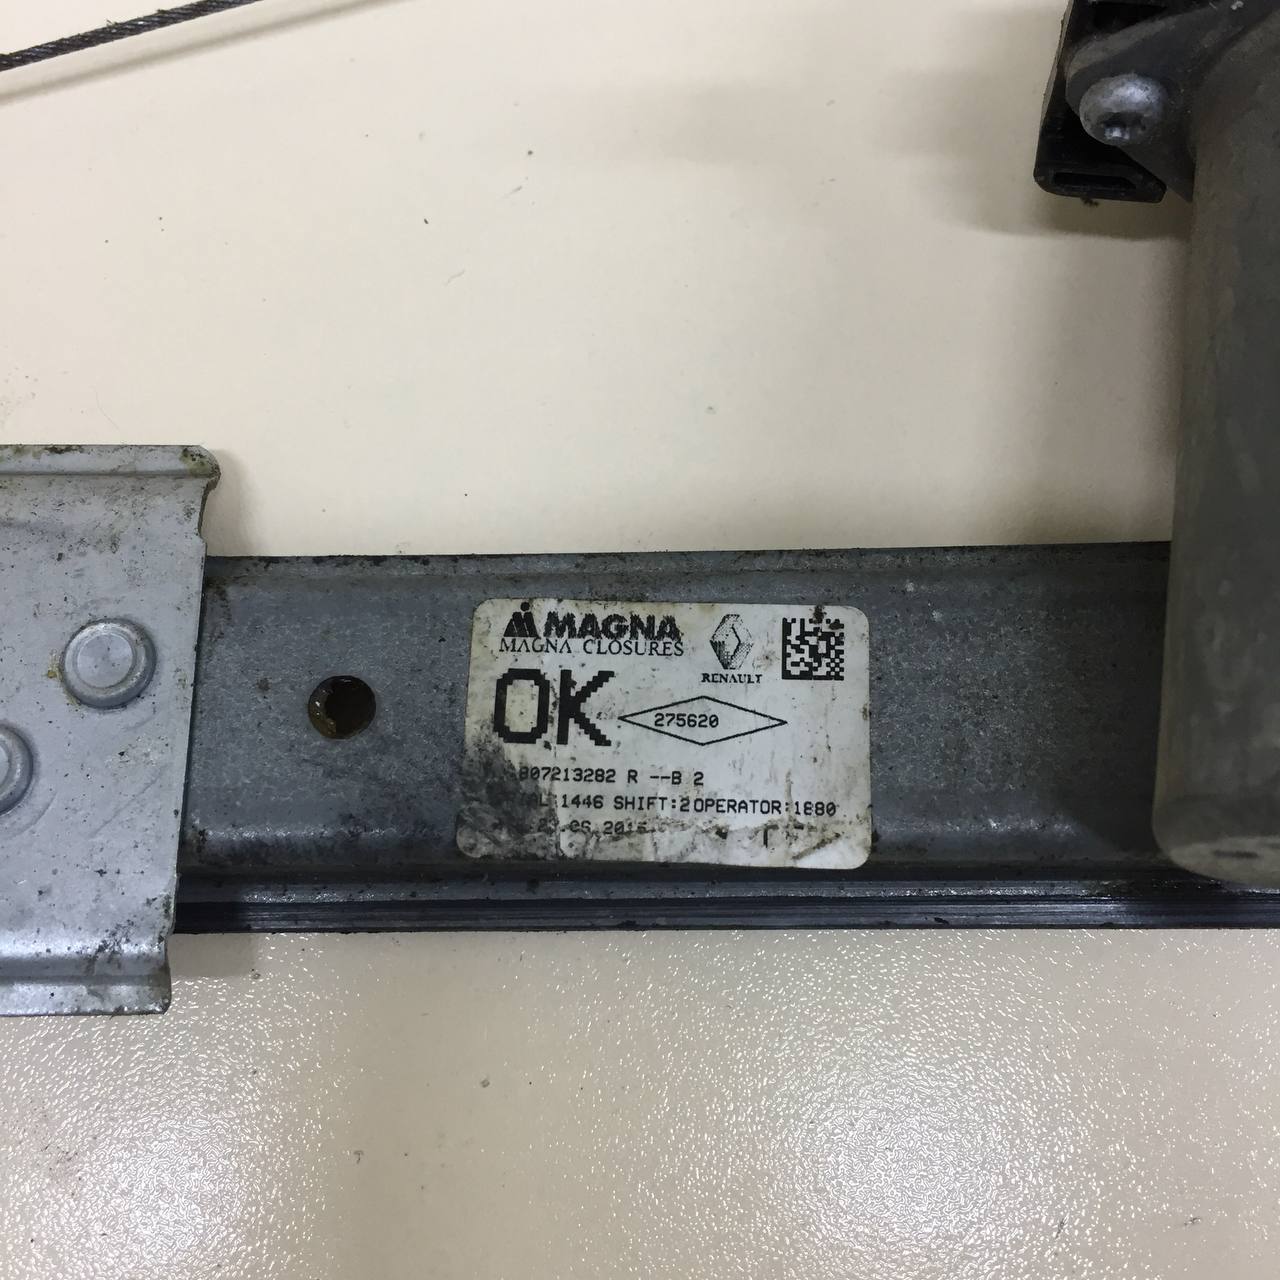 MAGNA
MAGNA CLOSURES
RENAULT
OK
275620
807213282 R --B 2
:1446 SHIFT:2 OPERATOR:1880